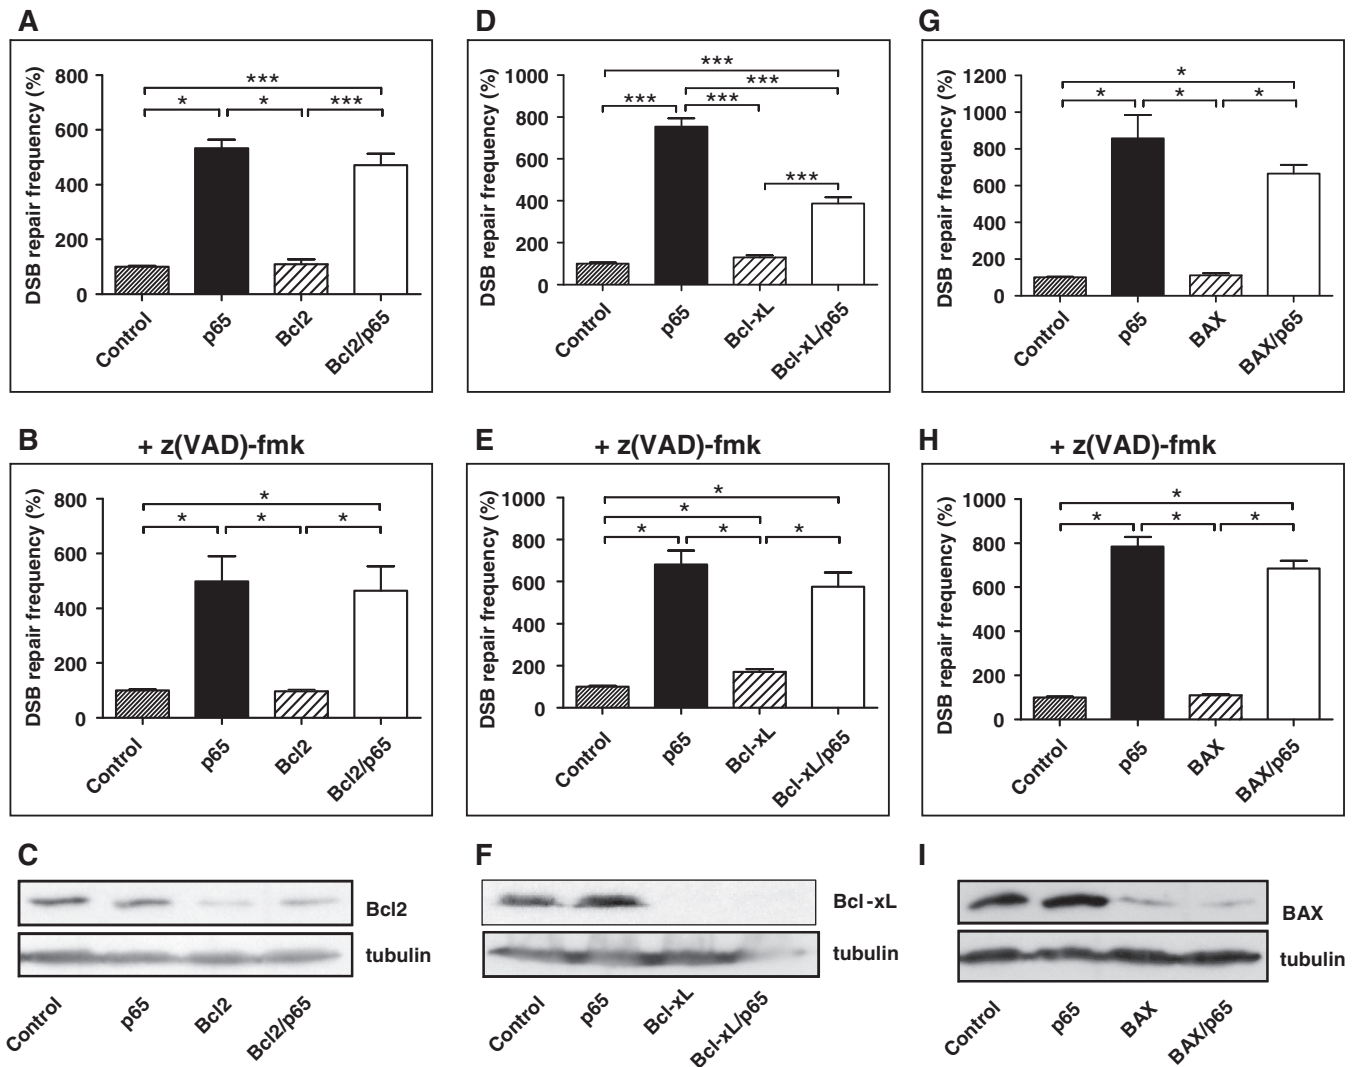 A
DSB repair frequency (%)
800
600
400
200
0
***
* * ***
Control
p65
Bcl2
Bcl2/p65
D
DSB repair frequency (%)
1000
800
600
400
200
0
***
***
*** ***
***
Control
p65
Bcl-xL
Bcl-xL/p65
G
DSB repair frequency (%)
1200
1000
800
600
400
200
0
*
* * *
Control
p65
BAX
BAX/p65
B
+ z(VAD)-fmk
DSB repair frequency (%)
800
600
400
200
0
*
* * *
Control
p65
Bcl2
Bcl2/p65
E
+ z(VAD)-fmk
DSB repair frequency (%)
1000
800
600
400
200
0
*
*
* * *
Control
p65
Bcl-xL
Bcl-xL/p65
H
+ z(VAD)-fmk
DSB repair frequency (%)
1000
800
600
400
200
0
*
* * *
Control
p65
BAX
BAX/p65
C
Bcl2
tubulin
Control
p65
Bcl2
Bcl2/p65
F
Bcl-xL
tubulin
Control
p65
Bcl-xL
Bcl-xL/p65
I
BAX
tubulin
Control
p65
BAX
BAX/p65